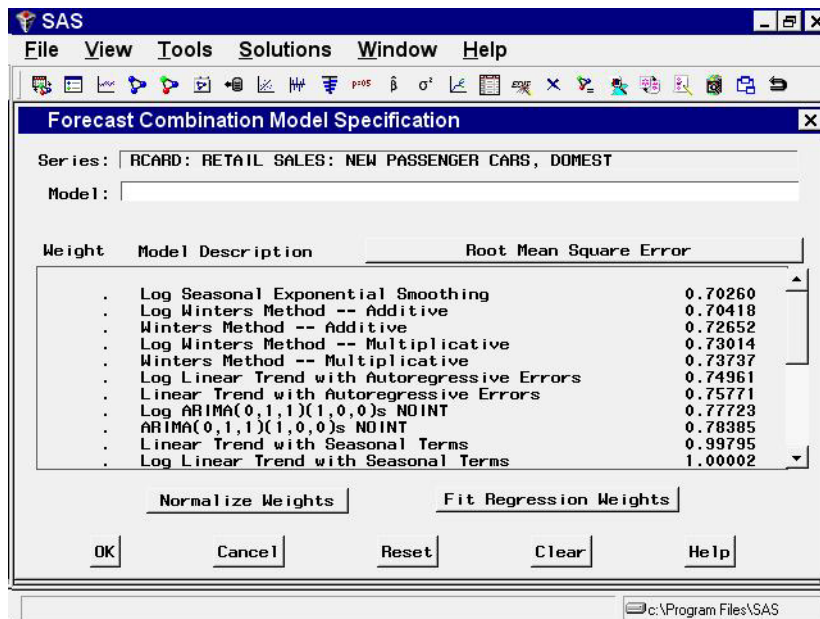 SAS
File View Tools Solutions Window Help
p=05 β̂ σ²
Forecast Combination Model Specification
Series: RCARD: RETAIL SALES: NEW PASSENGER CARS, DOMEST
Model:
Weight Model Description Root Mean Square Error
. Log Seasonal Exponential Smoothing 0.70260
. Log Winters Method -- Additive 0.70418
. Winters Method -- Additive 0.72652
. Log Winters Method -- Multiplicative 0.73014
. Winters Method -- Multiplicative 0.73737
. Log Linear Trend with Autoregressive Errors 0.74961
. Linear Trend with Autoregressive Errors 0.75771
. Log ARIMA(0,1,1)(1,0,0)s NOINT 0.77723
. ARIMA(0,1,1)(1,0,0)s NOINT 0.78385
. Linear Trend with Seasonal Terms 0.99795
. Log Linear Trend with Seasonal Terms 1.00002
Normalize Weights Fit Regression Weights
OK Cancel Reset Clear Help
c:\Program Files\SAS